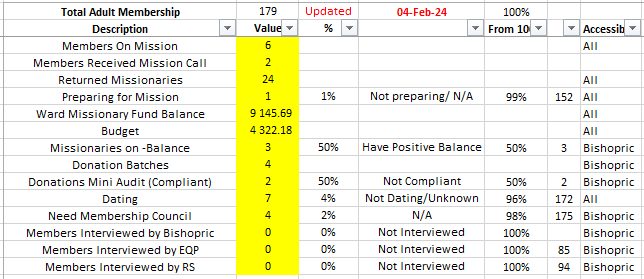 Total Adult Membership 179 Updated 04-Feb-24 100%
Description Value % From 10 Accessib
Members On Mission 6 All
Members Received Mission Call 2
Returned Missionaries 24 All
Preparing for Mission 1 1% Not preparing/ N/A 99% 152 All
Ward Missionary Fund Balance 9 145.69 All
Budget 4 322.18 All
Missionaries on -Balance 3 50% Have Positive Balance 50% 3 Bishopric
Donation Batches 4 Bishopric
Donations Mini Audit (Compliant) 2 50% Not Compliant 50% 2 Bishopric
Dating 7 4% Not Dating/Unknown 96% 172 All
Need Membership Council 4 2% N/A 98% 175 Bishopric
Members Interviewed by Bishopric 0 0% Not Interviewed 100% Bishopric
Members Interviewed by EQP 0 0% Not Interviewed 100% 85 Bishopric
Members Interviewed by RS 0 0% Not Interviewed 100% 94 Bishopric